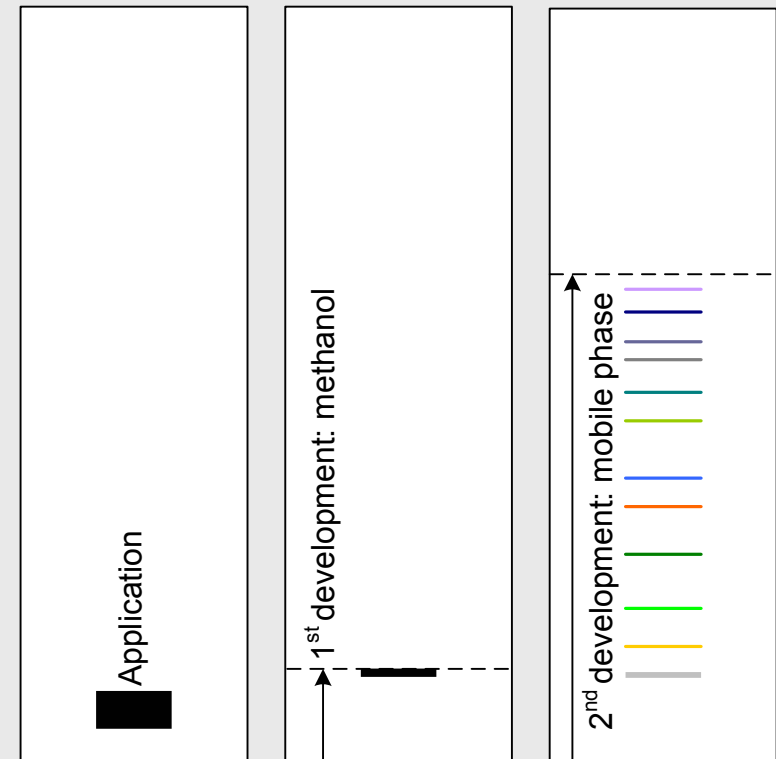 Application
1st development: methanol
2nd development: mobile phase